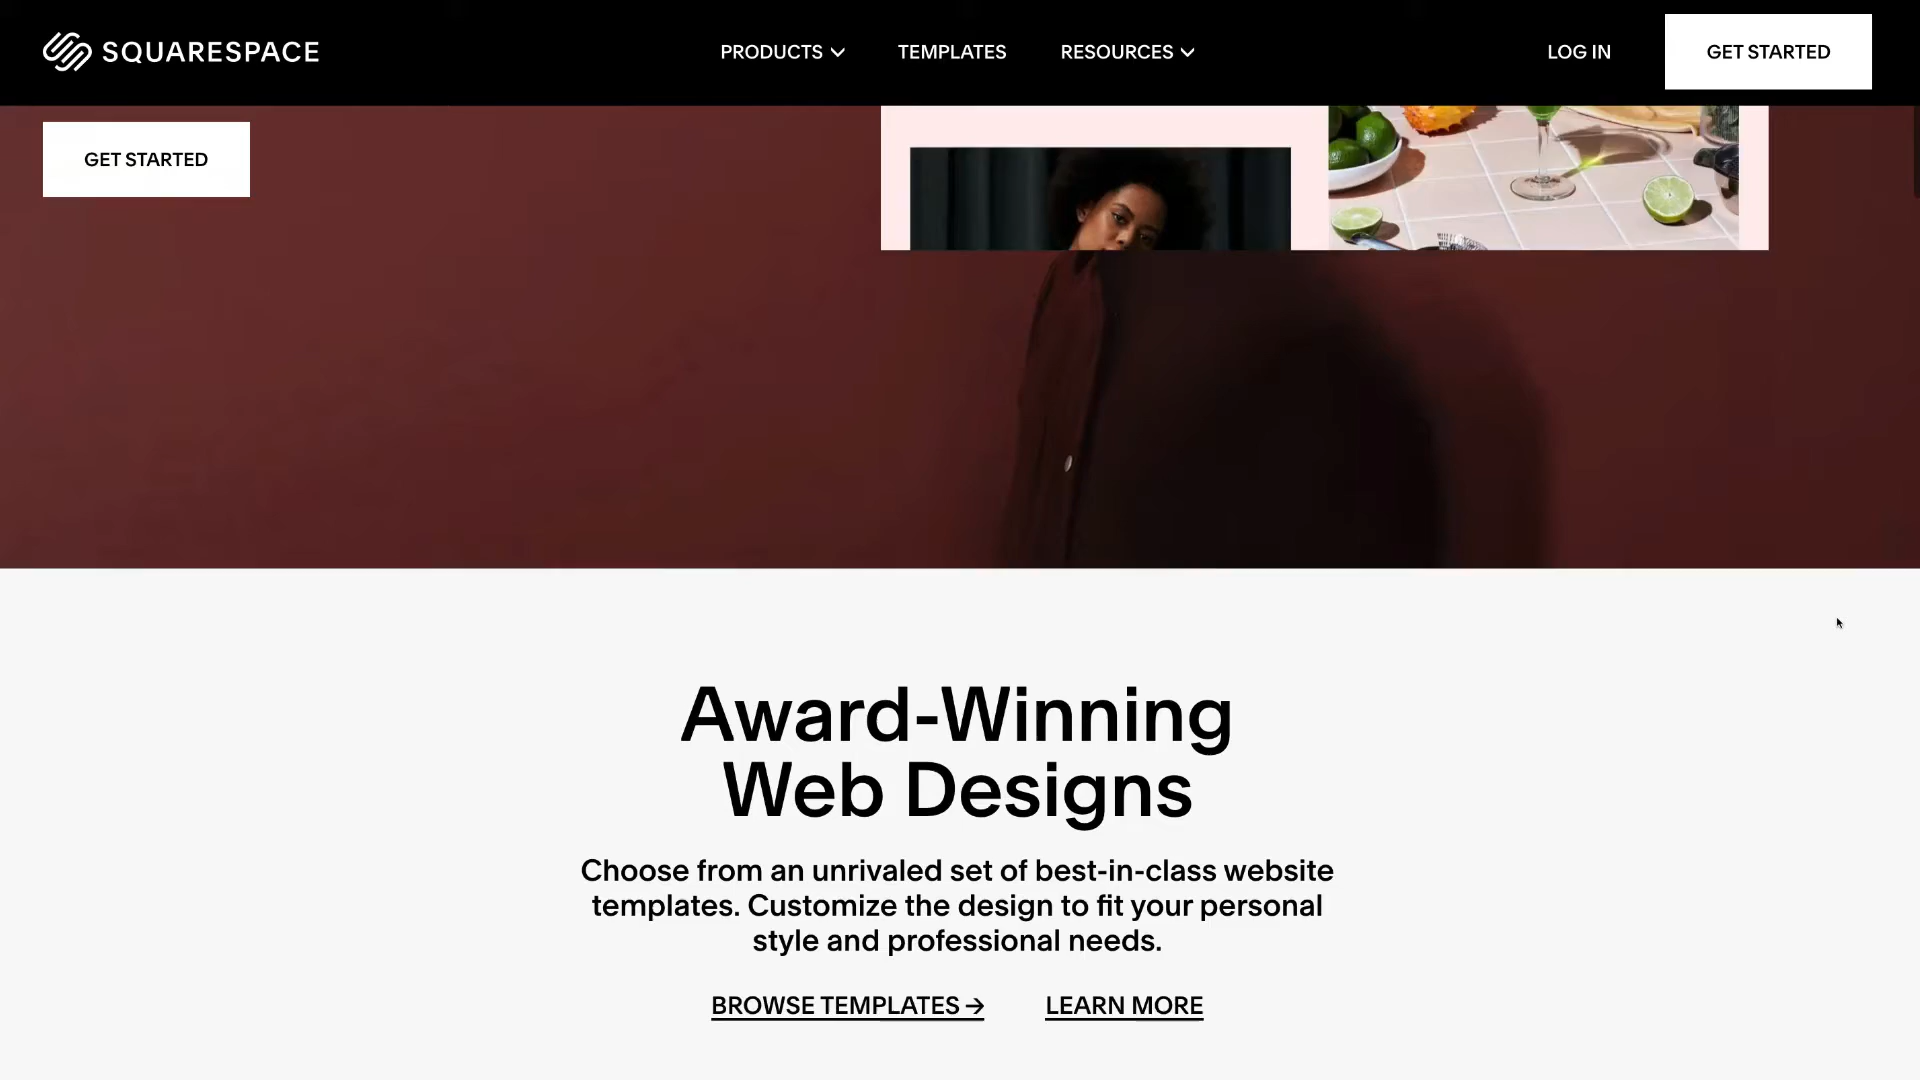 SQUARESPACE
PRODUCTS
TEMPLATES
RESOURCES
LOG IN
GET STARTED
GET STARTED
Award-Winning
Web Designs
Choose from an unrivaled set of best-in-class website
templates. Customize the design to fit your personal
style and professional needs.
BROWSE TEMPLATES →
LEARN MORE